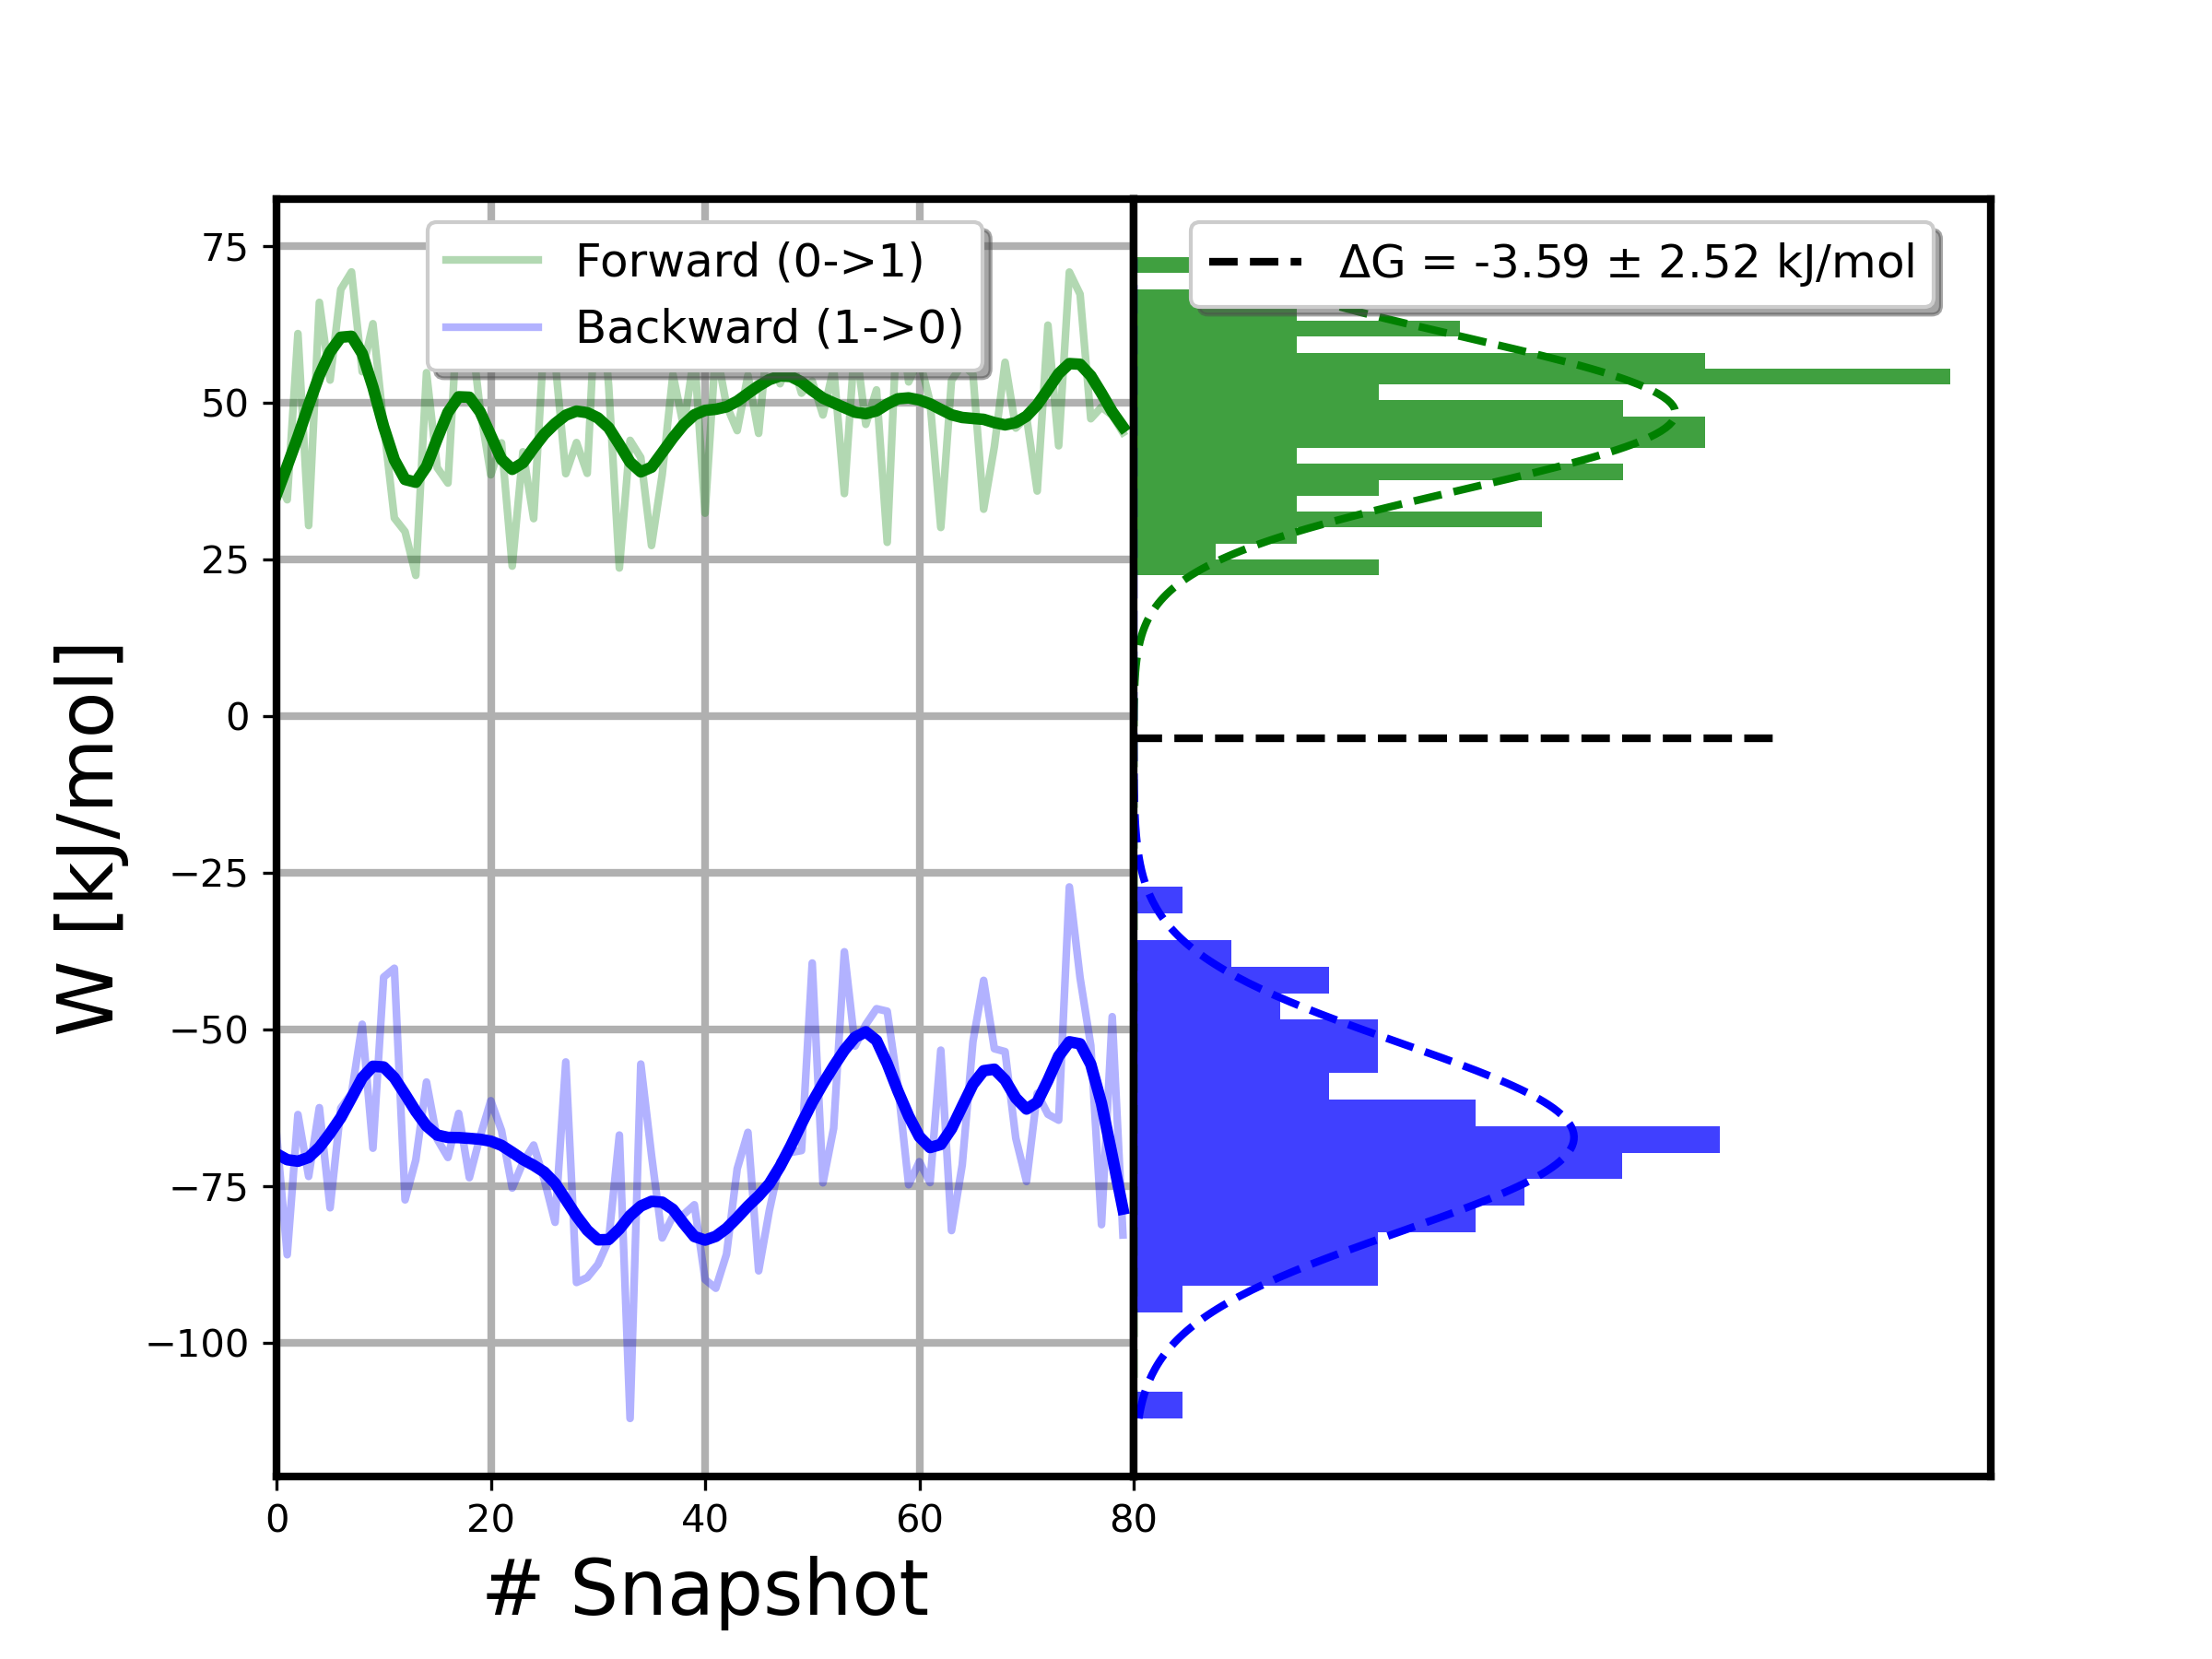 Forward (0->1)
Backward (1->0)
ΔG = -3.59 ± 2.52 kJ/mol
W [kJ/mol]
75
50
25
0
−25
−50
−75
−100
0 20 40 60 80
# Snapshot